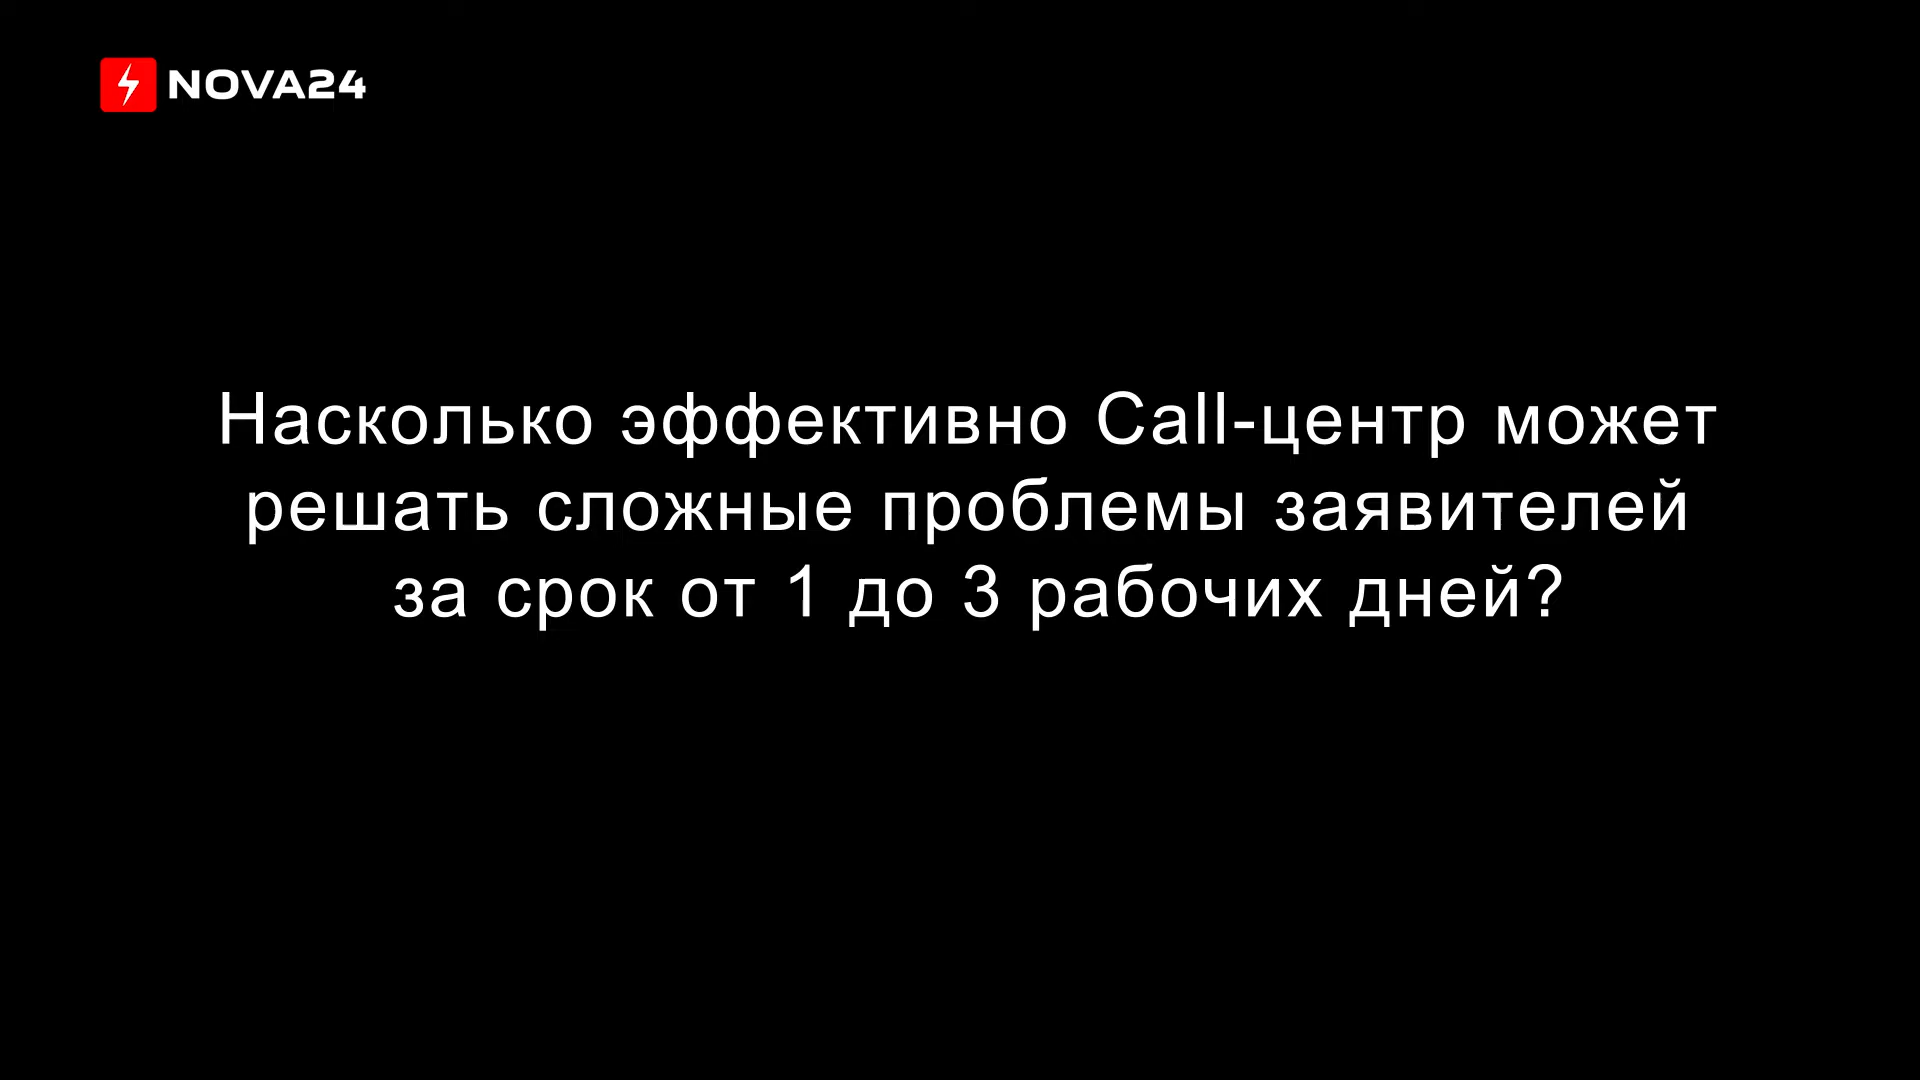 NOVA24
Насколько эффективно Call-центр может
решать сложные проблемы заявителей
за срок от 1 до 3 рабочих дней?